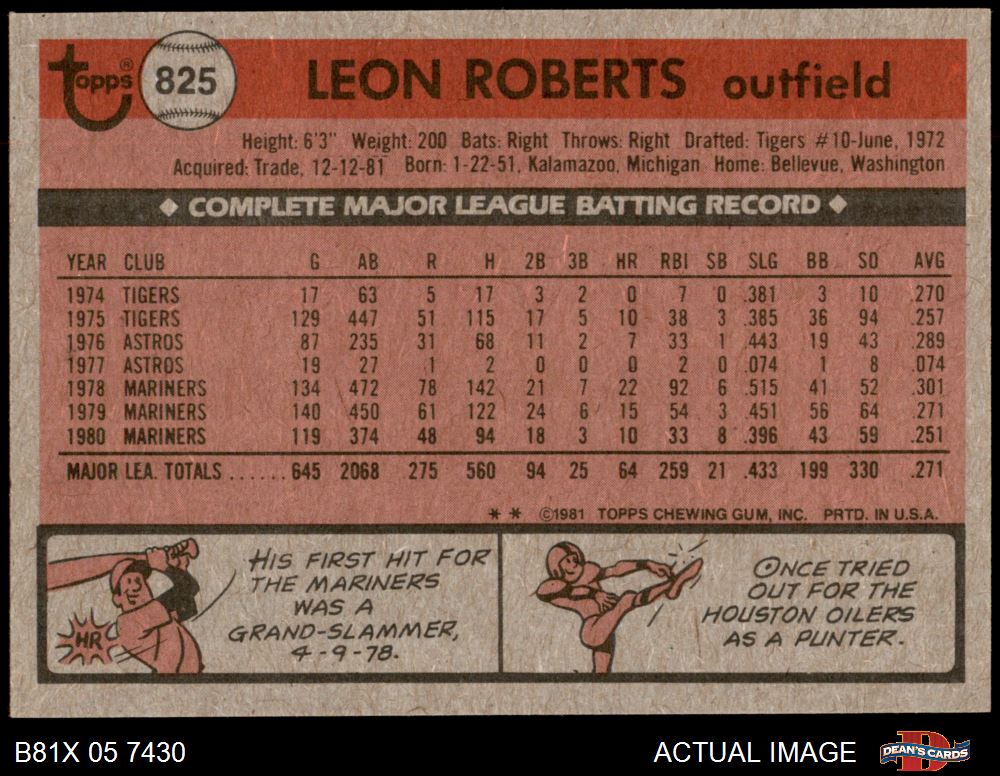 topps® 825 LEON ROBERTS outfield
Height: 6'3" Weight: 200 Bats: Right Throws: Right Drafted: Tigers #10-June, 1972
Acquired: Trade, 12-12-81 Born: 1-22-51, Kalamazoo, Michigan Home: Bellevue, Washington
◆ COMPLETE MAJOR LEAGUE BATTING RECORD ◆
YEAR CLUB G AB R H 2B 3B HR RBI SB SLG BB SO AVG
1974 TIGERS 17 63 5 17 3 2 0 7 0 .381 3 10 .270
1975 TIGERS 129 447 51 115 17 5 10 38 3 .385 36 94 .257
1976 ASTROS 87 235 31 68 11 2 7 33 1 .443 19 43 .289
1977 ASTROS 19 27 1 2 0 0 0 2 0 .074 1 8 .074
1978 MARINERS 134 472 78 142 21 7 22 92 6 .515 41 52 .301
1979 MARINERS 140 450 61 122 24 6 15 54 3 .451 56 64 .271
1980 MARINERS 119 374 48 94 18 3 10 33 8 .396 43 59 .251
MAJOR LEA. TOTALS ...... 645 2068 275 560 94 25 64 259 21 .433 199 330 .271
* * ©1981 TOPPS CHEWING GUM, INC. PRTD. IN U.S.A.
HIS FIRST HIT FOR
THE MARINERS
WAS A
GRAND-SLAMMER,
4-9-78.
HR
ONCE TRIED
OUT FOR THE
HOUSTON OILERS
AS A PUNTER.
B81X 05 7430 ACTUAL IMAGE DEAN'S CARDS